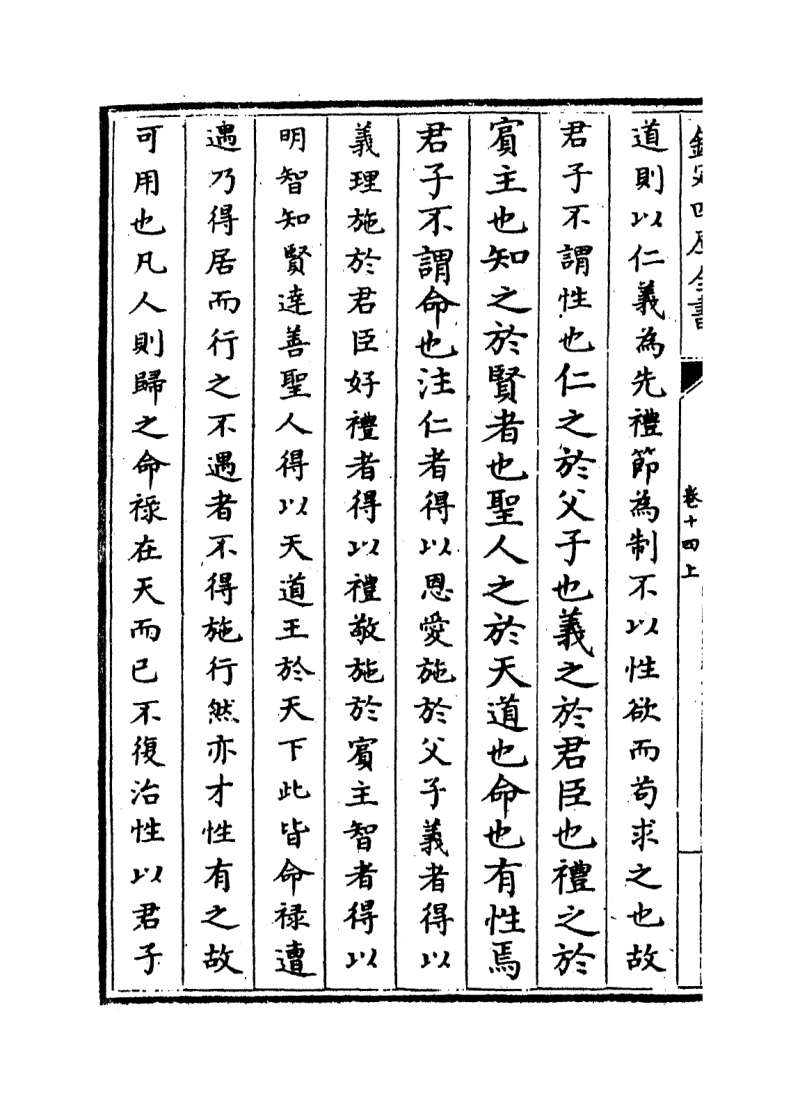 欽定四庫全書
卷十四上
道則以仁義為先禮節為制不以性欲而苟求之也故
君子不謂性也仁之於父子也義之於君臣也禮之於
賓主也知之於賢者也聖人之於天道也命也有性焉
君子不謂命也注仁者得以恩愛施於父子義者得以
義理施於君臣好禮者得以禮敬施於賓主智者得以
明智知賢達善聖人得以天道王於天下此皆命禄遭
遇乃得居而行之不遇者不得施行然亦才性有之故
可用也凡人則歸之命禄在天而已不復治性以君子